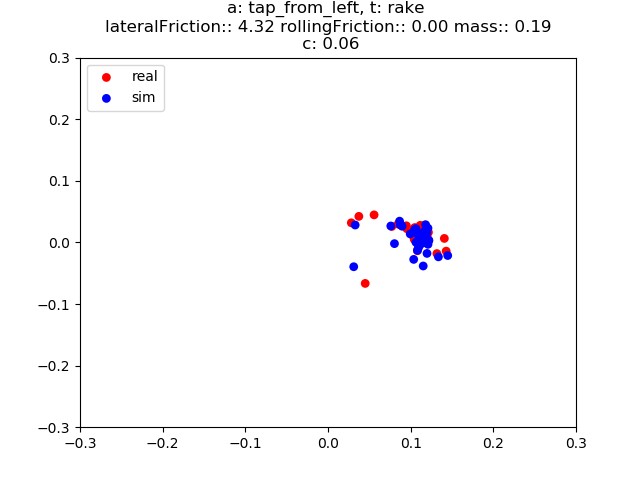 a: tap_from_left, t: rake
lateralFriction:: 4.32 rollingFriction:: 0.00 mass:: 0.19
c: 0.06
real
sim
0.3
0.2
0.1
0.0
−0.1
−0.2
−0.3
−0.3
−0.2
−0.1
0.0
0.1
0.2
0.3